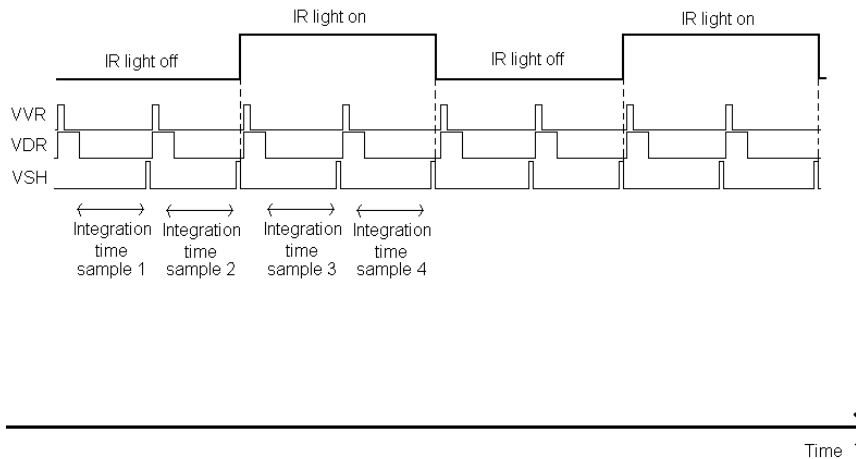 IR light on
IR light on
IR light off
IR light off
VVR
VDR
VSH
Integration time sample 1
Integration time sample 2
Integration time sample 3
Integration time sample 4
Time